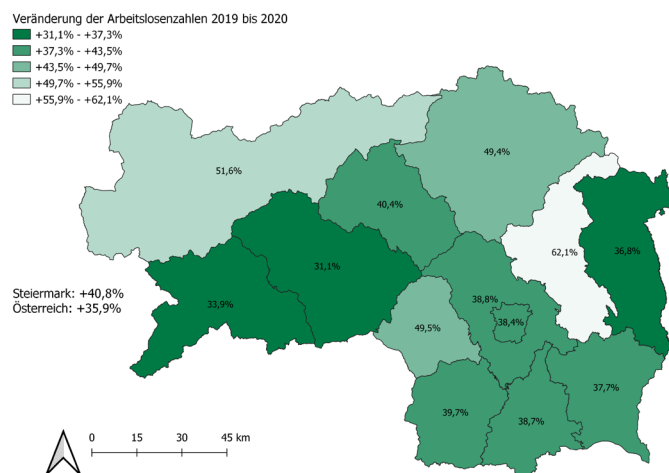 Veränderung der Arbeitslosenzahlen 2019 bis 2020
+31,1% - +37,3%
+37,3% - +43,5%
+43,5% - +49,7%
+49,7% - +55,9%
+55,9% - +62,1%
49,4%
51,6%
40,4%
62,1%
36,8%
31,1%
Steiermark: +40,8%
Österreich: +35,9%
33,9%
38,8%
38,4%
49,5%
37,7%
39,7%
38,7%
0 15 30 45 km